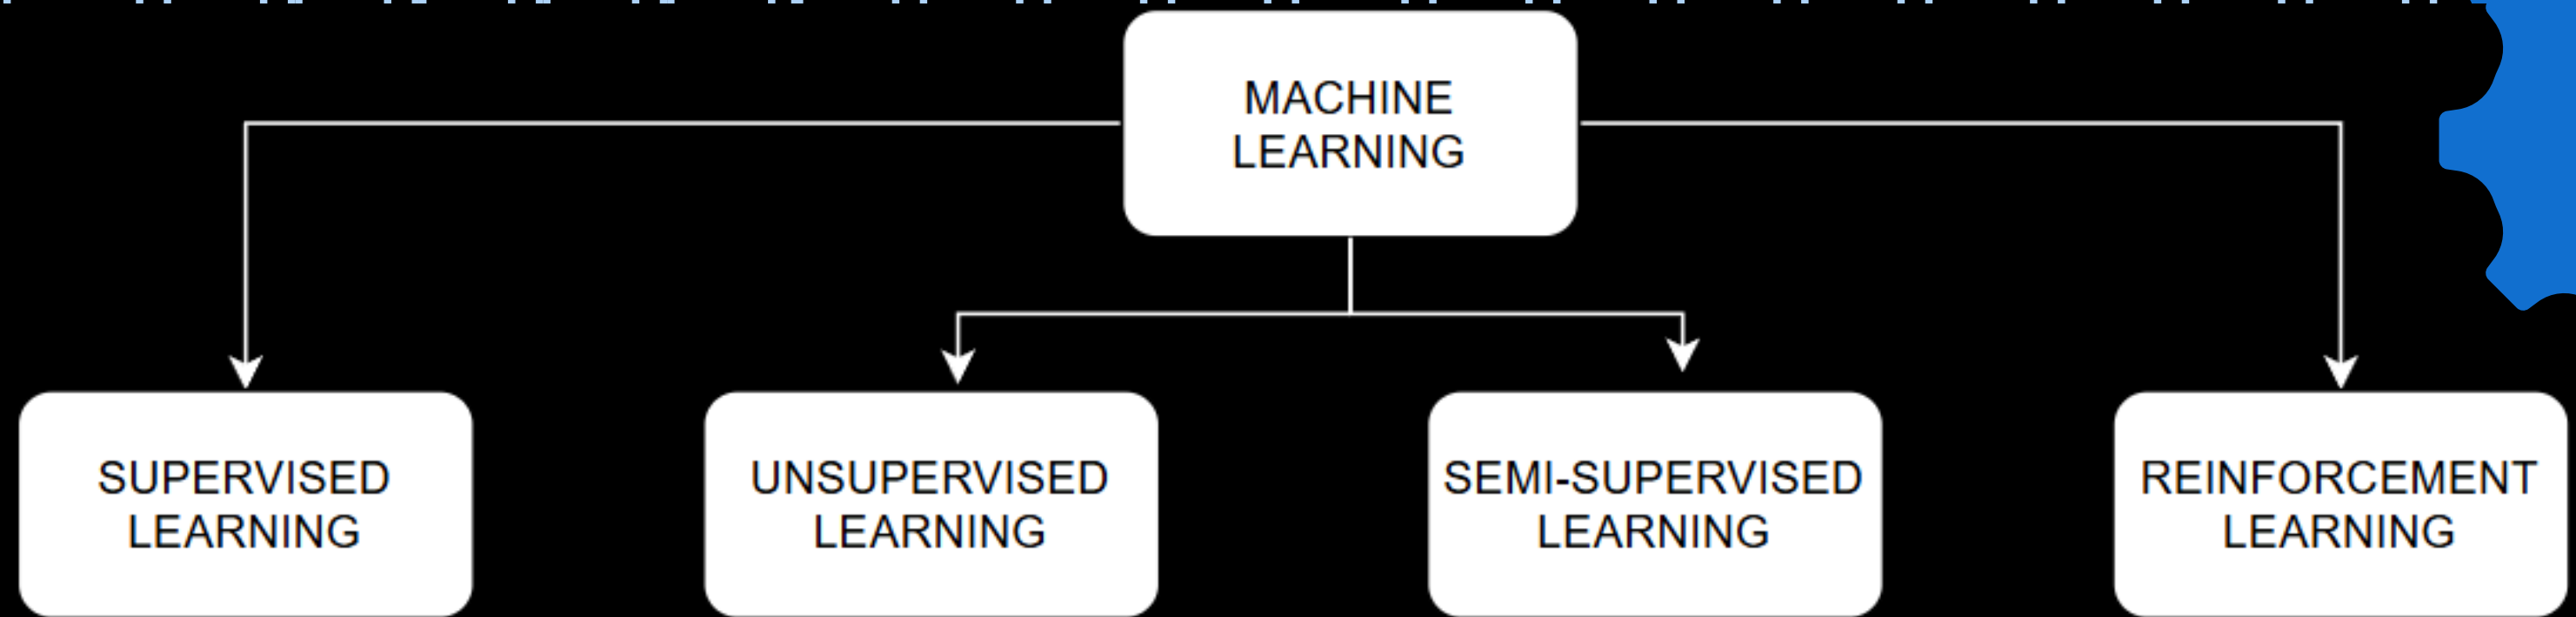 MACHINE
LEARNING
SUPERVISED
LEARNING
UNSUPERVISED
LEARNING
SEMI-SUPERVISED
LEARNING
REINFORCEMENT
LEARNING